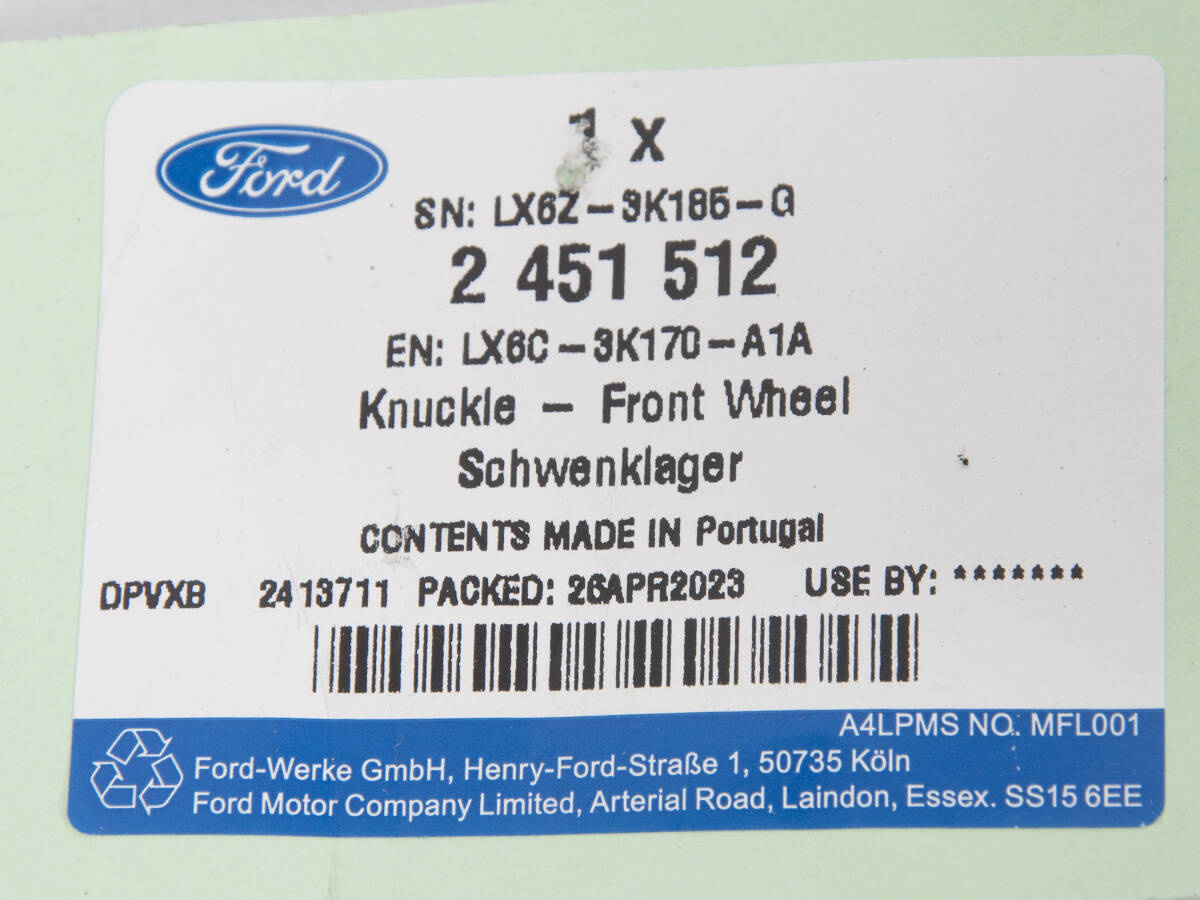 Ford
1 x
SN: LX6Z-3K185-G
2 451 512
EN: LX6C-3K170-A1A
Knuckle - Front Wheel
Schwenklager
CONTENTS MADE IN Portugal
DPVXB 2413711 PACKED: 26APR2023 USE BY: *******
A4LPMS NO. MFL001
Ford-Werke GmbH, Henry-Ford-Straße 1, 50735 Köln
Ford Motor Company Limited, Arterial Road, Laindon, Essex. SS15 6EE